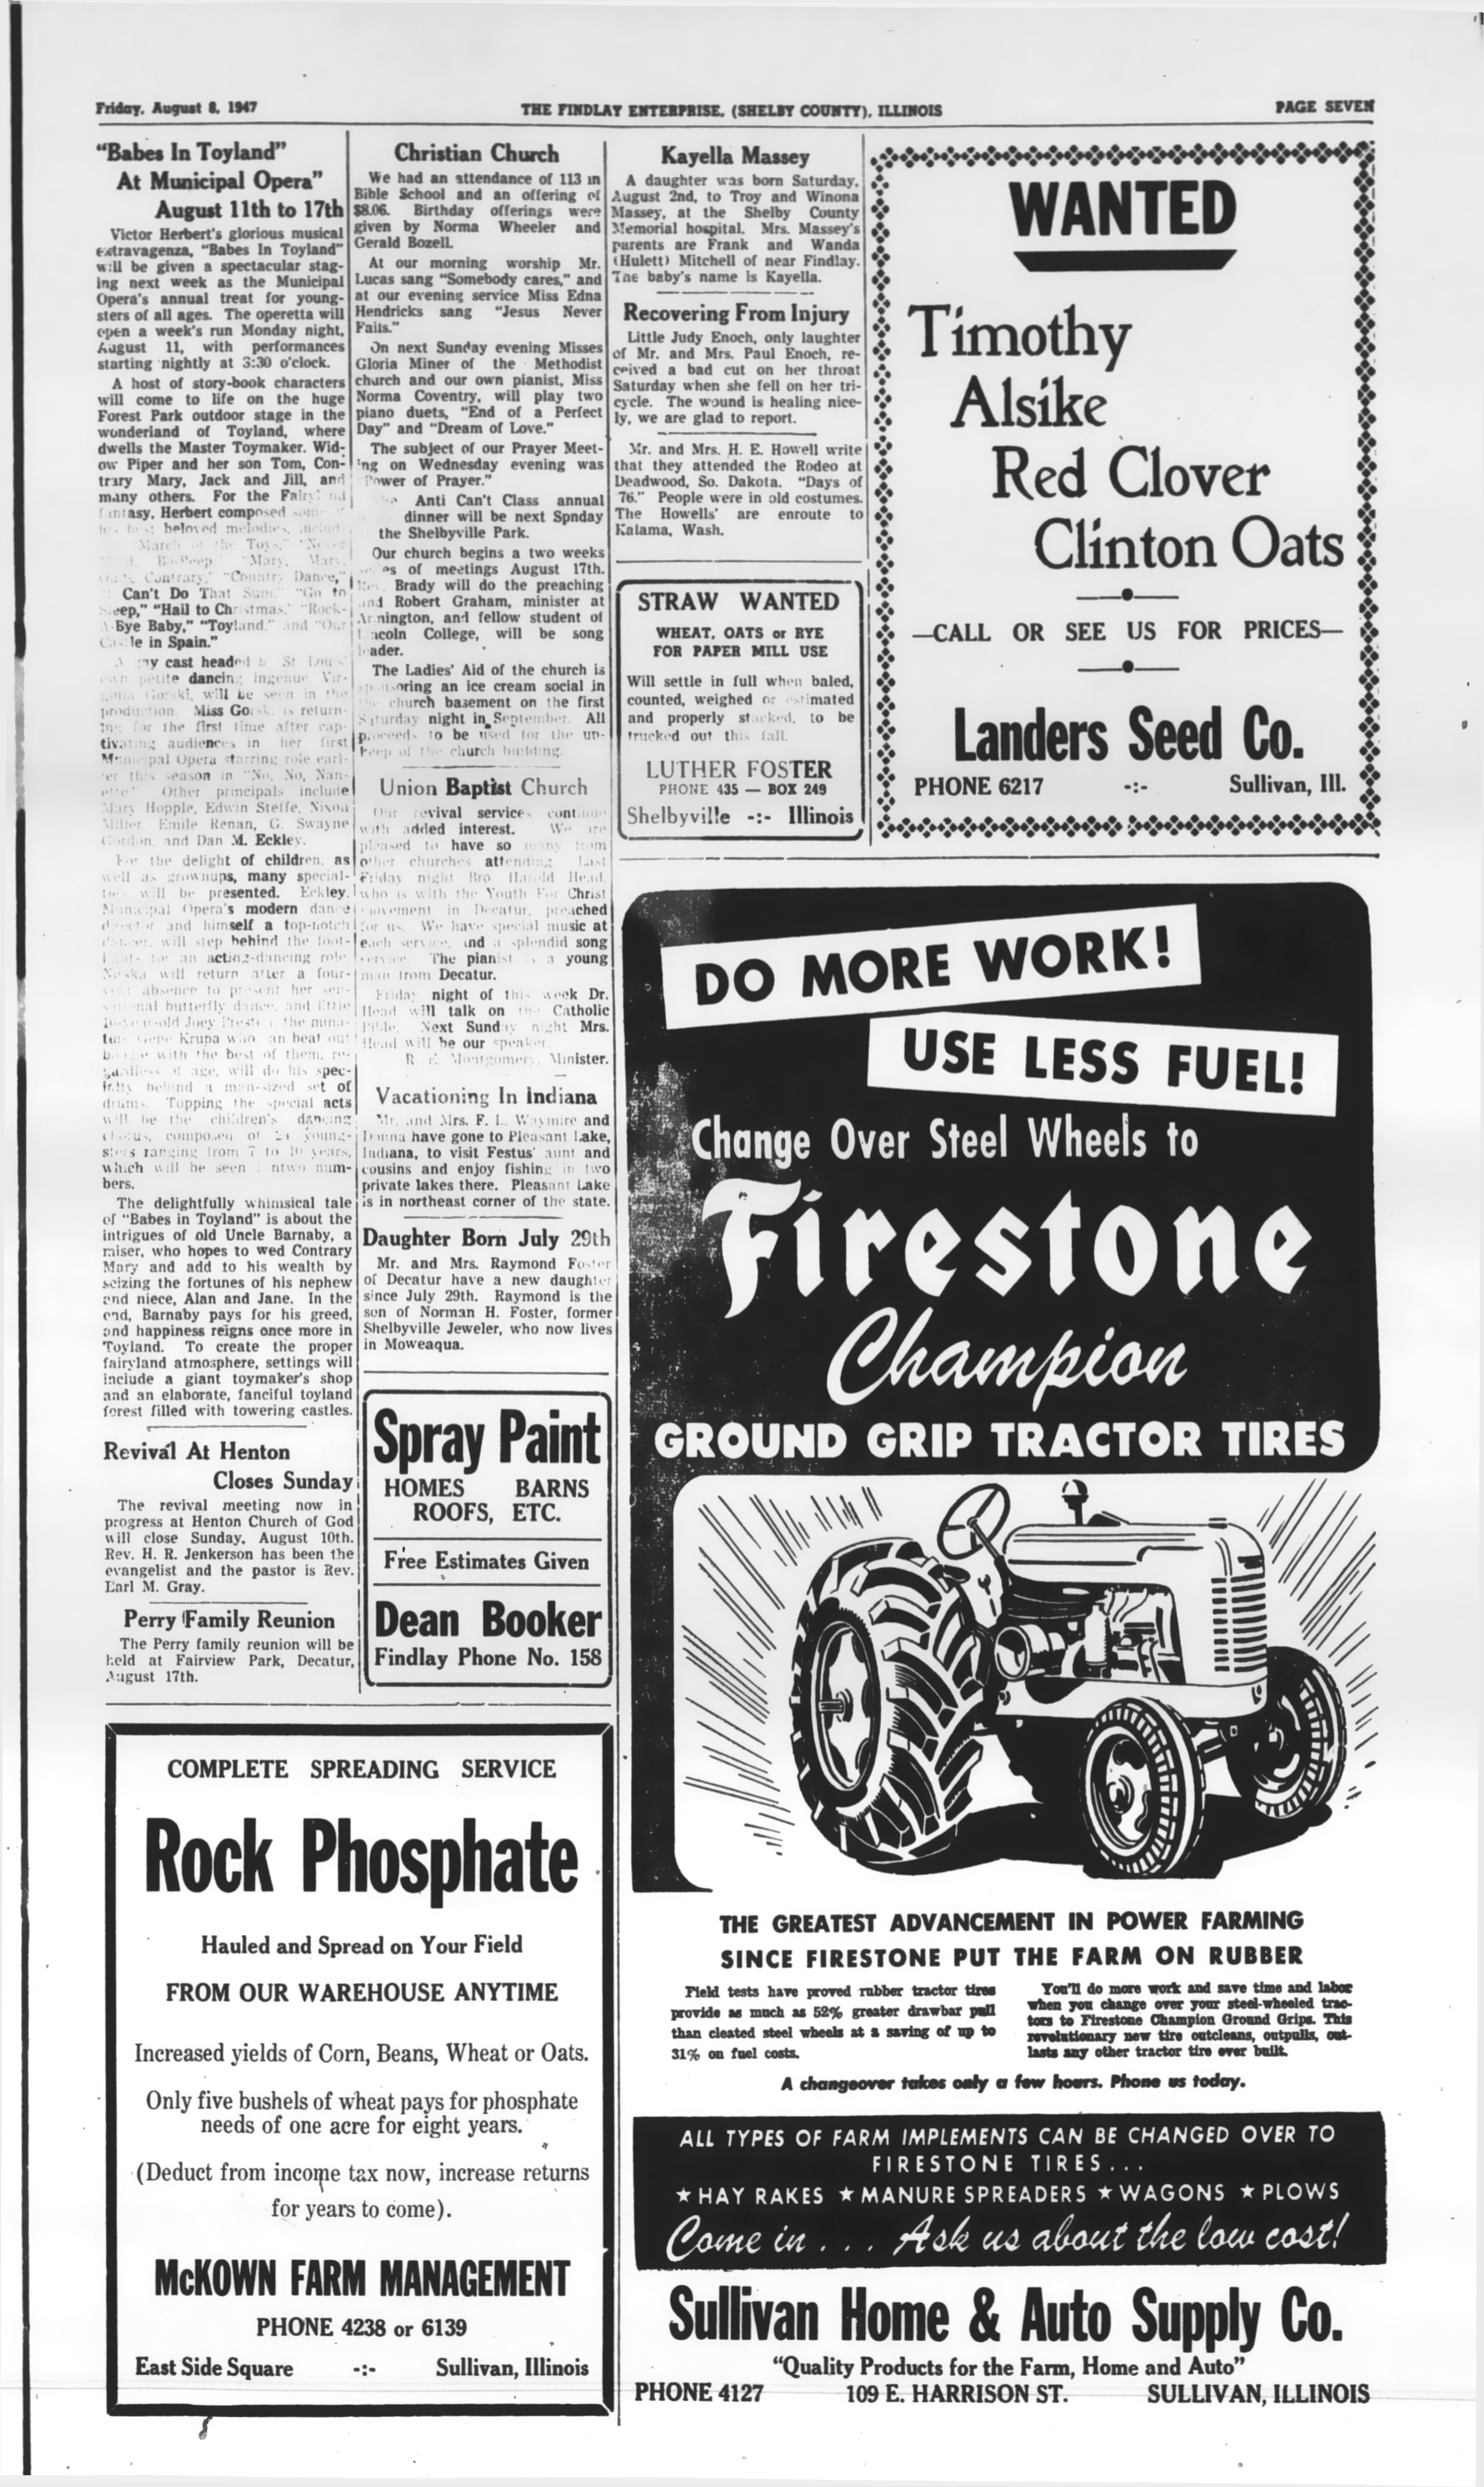 Friday, August 8, 1947
THE FINDLAY ENTERPRISE, (SHELBY COUNTY), ILLINOIS
PAGE SEVEN
"Babes In Toyland"
At Municipal Opera"
August 11th to 17th
Victor Herbert's glorious musical
extravagenza, "Babes In Toyland"
will be given a spectacular stag-
ing next week as the Municipal
Opera's annual treat for young-
sters of all ages. The operetta will
open a week's run Monday night,
August 11, with performances
starting nightly at 3:30 o'clock.
A host of story-book characters
will come to life on the huge
Forest Park outdoor stage in the
wonderland of Toyland, where
dwells the Master Toymaker. Wid-
ow Piper and her son Tom, Con-
trary Mary, Jack and Jill, and
many others. For the
fantasy, Herbert composed some
his best beloved melodies,
March of the Toys," "Never
Bo-Peep, "Mary, Mary,
Contrary," "Country Dance,"
Can't Do That Sum," "Go to
Sleep," "Hail to Christmas," "Rock-
A-Bye Baby," "Toyland," and "Our
Castle in Spain."
cast headed by St. Louis'
own petite dancing ingenue, Vir-
ginia Gorski, will be seen in the
production. Miss Gorski is return-
ing for the first time after cap-
tivating audiences in her first
Municipal Opera starring role earl-
ier this season in "No, No, Nan-
ette" Other principals include
Mary Hopple, Edwin Steffe, Nixon
Miller, Emile Renan, G. Swayne
Gordon, and Dan M. Eckley.
For the delight of children, as
well as grownups, many special-
ties will be presented. Eckley,
Municipal Opera's modern dance
director and himself a top-notch
dancer, will step behind the foot-
lights for an acting-dancing role
will return after a four-
year absence to present her sen-
sational butterfly dance, and little
Joey the minia-
ture Gene Krupa who can beat out
with the best of them, re-
gardless of age, will do his spec-
ialty behind a man-sized set of
drums. Topping the special acts
will be the children's dancing
chorus, composed of young-
sters ranging from 7 to 10 years,
which will be seen i ntwo num-
bers.
The delightfully whimsical tale
of "Babes in Toyland" is about the
intrigues of old Uncle Barnaby, a
miser, who hopes to wed Contrary
Mary and add to his wealth by
seizing the fortunes of his nephew
and niece, Alan and Jane. In the
end, Barnaby pays for his greed,
and happiness reigns once more in
Toyland. To create the proper
fairyland atmosphere, settings will
include a giant toymaker's shop
and an elaborate, fanciful toyland
forest filled with towering castles.
Revival At Henton
Closes Sunday
The revival meeting now in
progress at Henton Church of God
will close Sunday, August 10th.
Rev. H. R. Jenkerson has been the
evangelist and the pastor is Rev.
Earl M. Gray.
Perry Family Reunion
The Perry family reunion will be
held at Fairview Park, Decatur,
August 17th.
Christian Church
We had an attendance of 113 in
Bible School and an offering of
$8.06. Birthday offerings were
given by Norma Wheeler and
Gerald Bozell.
At our morning worship Mr.
Lucas sang "Somebody cares," and
at our evening service Miss Edna
Hendricks sang "Jesus Never
Fails."
On next Sunday evening Misses
Gloria Miner of the Methodist
church and our own pianist, Miss
Norma Coventry, will play two
piano duets, "End of a Perfect
Day" and "Dream of Love."
The subject of our Prayer Meet-
ing on Wednesday evening was
"Power of Prayer."
The Anti Can't Class annual
dinner will be next Spnday
the Shelbyville Park.
Our church begins a two weeks
series of meetings August 17th.
Rev. Brady will do the preaching
and Robert Graham, minister at
Armington, and fellow student of
Lincoln College, will be song
leader.
The Ladies' Aid of the church is
sponsoring an ice cream social in
the church basement on the first
Saturday night in September. All
proceeds to be used for the up-
keep of the church building.
Union Baptist Church
Our revival services continue
with added interest. We are
pleased to have so many from
other churches attending. Last
Friday night Bro. Harold Head,
who is with the Youth For Christ
movement in Decatur, preached
for us. We have special music at
each service, and a splendid song
service. The pianist is a young
man from Decatur.
Friday night of this week Dr.
Head will talk on the Catholic
Bible. Next Sunday night Mrs.
Head will be our speaker.
R. E. Montgomery, Minister.
Vacationing In Indiana
Mr. and Mrs. F. L. Waymire and
Donna have gone to Pleasant Lake,
Indiana, to visit Festus' aunt and
cousins and enjoy fishing in two
private lakes there. Pleasant Lake
is in northeast corner of the state.
Daughter Born July 29th
Mr. and Mrs. Raymond Foster
of Decatur have a new daughter
since July 29th. Raymond is the
son of Norman H. Foster, former
Shelbyville Jeweler, who now lives
in Moweaqua.
Spray Paint
HOMES BARNS
ROOFS, ETC.
Free Estimates Given
Dean Booker
Findlay Phone No. 158
Kayella Massey
A daughter was born Saturday,
August 2nd, to Troy and Winona
Massey, at the Shelby County
Memorial hospital. Mrs. Massey's
parents are Frank and Wanda
(Hulett) Mitchell of near Findlay.
The baby's name is Kayella.
Recovering From Injury
Little Judy Enoch, only laughter
of Mr. and Mrs. Paul Enoch, re-
ceived a bad cut on her throat
Saturday when she fell on her tri-
cycle. The wound is healing nice-
ly, we are glad to report.
Mr. and Mrs. H. E. Howell write
that they attended the Rodeo at
Deadwood, So. Dakota. "Days of
76." People were in old costumes.
The Howells' are enroute to
Kalama, Wash.
STRAW WANTED
WHEAT, OATS or RYE
FOR PAPER MILL USE
Will settle in full when baled,
counted, weighed or estimated
and properly stacked, to be
trucked out this fall.
LUTHER FOSTER
PHONE 435 — BOX 249
Shelbyville -:- Illinois
WANTED
Timothy
Alsike
Red Clover
Clinton Oats
—CALL OR SEE US FOR PRICES—
Landers Seed Co.
PHONE 6217 -:- Sullivan, Ill.
DO MORE WORK!
USE LESS FUEL!
Change Over Steel Wheels to
Firestone
Champion
GROUND GRIP TRACTOR TIRES
THE GREATEST ADVANCEMENT IN POWER FARMING
SINCE FIRESTONE PUT THE FARM ON RUBBER
Field tests have proved rubber tractor tires
provide as much as 52% greater drawbar pull
than cleated steel wheels at a saving of up to
31% on fuel costs.
You'll do more work and save time and labor
when you change over your steel-wheeled trac-
tors to Firestone Champion Ground Grips. This
revolutionary new tire outcleans, outpulls, out-
lasts any other tractor tire ever built.
A changeover takes only a few hours. Phone us today.
ALL TYPES OF FARM IMPLEMENTS CAN BE CHANGED OVER TO
FIRESTONE TIRES...
★ HAY RAKES ★ MANURE SPREADERS ★ WAGONS ★ PLOWS
Come in . . . Ask us about the low cost!
Sullivan Home & Auto Supply Co.
"Quality Products for the Farm, Home and Auto"
PHONE 4127 109 E. HARRISON ST. SULLIVAN, ILLINOIS
COMPLETE SPREADING SERVICE
Rock Phosphate
Hauled and Spread on Your Field
FROM OUR WAREHOUSE ANYTIME
Increased yields of Corn, Beans, Wheat or Oats.
Only five bushels of wheat pays for phosphate
needs of one acre for eight years.
(Deduct from income tax now, increase returns
for years to come).
McKOWN FARM MANAGEMENT
PHONE 4238 or 6139
East Side Square -:- Sullivan, Illinois